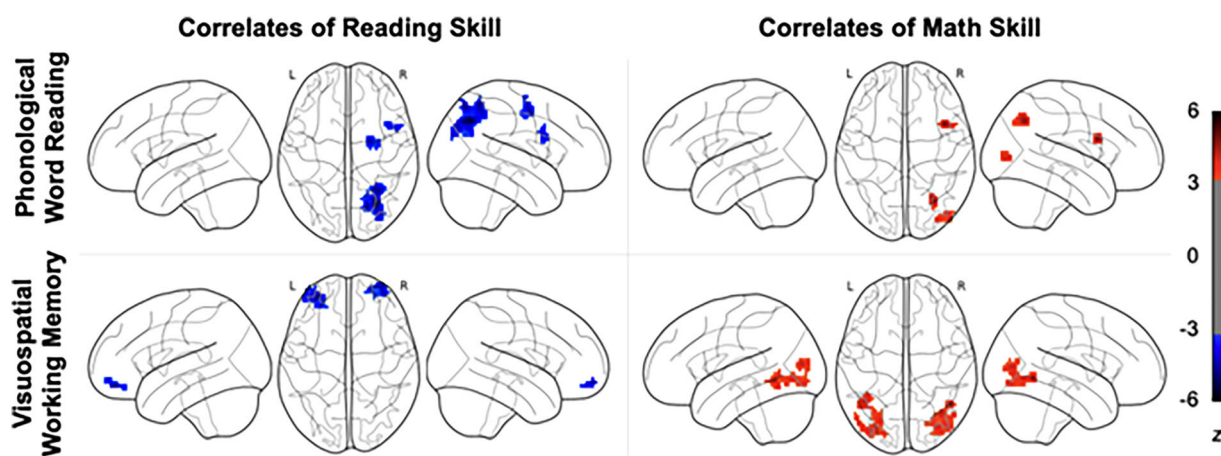 Correlates of Reading Skill
Correlates of Math Skill
Phonological
Word Reading
L
R
L
R
6
3
0
-3
-6
z
Visuospatial
Working Memory
L
R
L
R